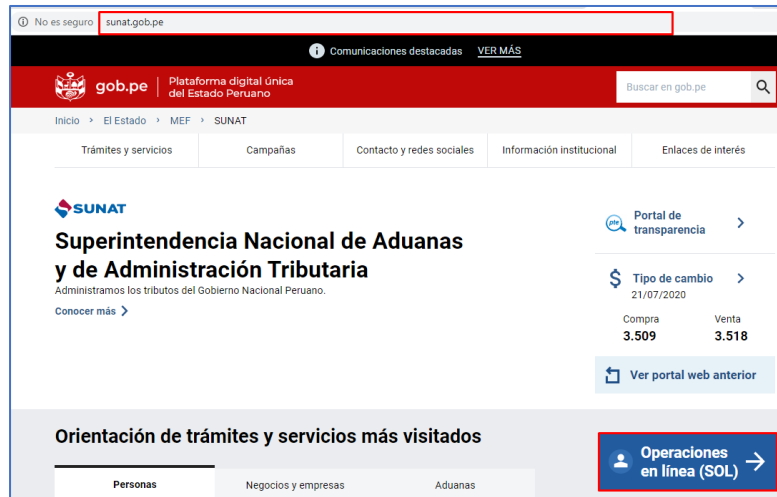 No es seguro sunat.gob.pe
Comunicaciones destacadas VER MÁS
gob.pe Plataforma digital única
del Estado Peruano
Buscar en gob.pe
Inicio > El Estado > MEF > SUNAT
Trámites y servicios Campañas Contacto y redes sociales Información institucional Enlaces de interés
SUNAT
Superintendencia Nacional de Aduanas
y de Administración Tributaria
Administramos los tributos del Gobierno Nacional Peruano.
Conocer más >
pte Portal de
transparencia >
$ Tipo de cambio >
21/07/2020
Compra Venta
3.509 3.518
Ver portal web anterior
Orientación de trámites y servicios más visitados
Personas Negocios y empresas Aduanas
Operaciones
en línea (SOL)